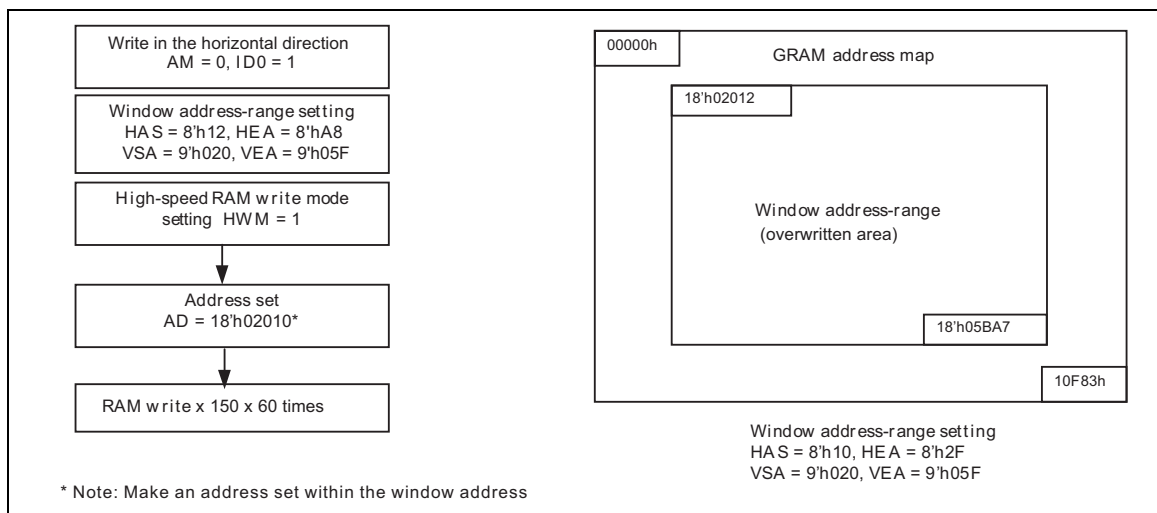 Write in the horizontal direction
AM = 0, ID0 = 1
Window address-range setting
HAS = 8'h12, HEA = 8'hA8
VSA = 9'h020, VEA = 9'h05F
High-speed RAM write mode
setting HWM = 1
Address set
AD = 18'h02010*
RAM write x 150 x 60 times
* Note: Make an address set within the window address
00000h
GRAM address map
18'h02012
Window address-range
(overwritten area)
18'h05BA7
10F83h
Window address-range setting
HAS = 8'h10, HEA = 8'h2F
VSA = 9'h020, VEA = 9'h05F